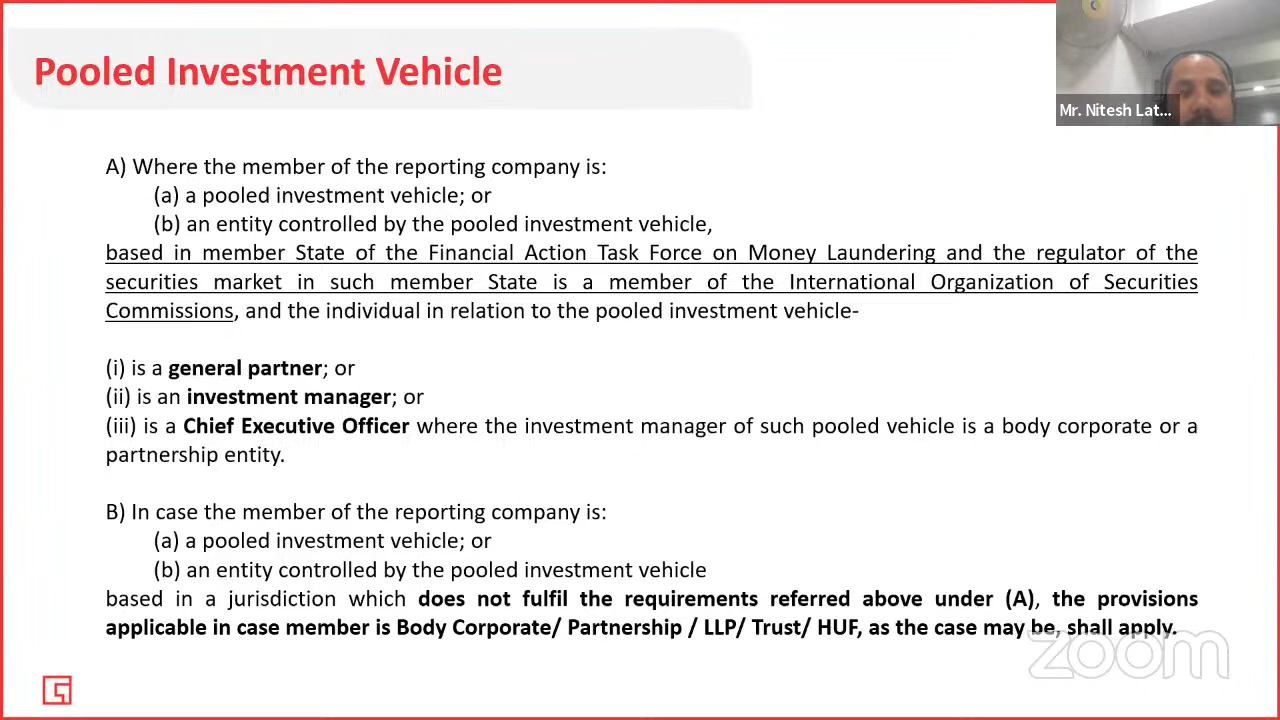 Pooled Investment Vehicle
Mr. Nitesh Lat...
A) Where the member of the reporting company is:
(a) a pooled investment vehicle; or
(b) an entity controlled by the pooled investment vehicle,
based in member State of the Financial Action Task Force on Money Laundering and the regulator of the
securities market in such member State is a member of the International Organization of Securities
Commissions, and the individual in relation to the pooled investment vehicle-
(i) is a general partner; or
(ii) is an investment manager; or
(iii) is a Chief Executive Officer where the investment manager of such pooled vehicle is a body corporate or a
partnership entity.
B) In case the member of the reporting company is:
(a) a pooled investment vehicle; or
(b) an entity controlled by the pooled investment vehicle
based in a jurisdiction which does not fulfil the requirements referred above under (A), the provisions
applicable in case member is Body Corporate/ Partnership / LLP/ Trust/ HUF, as the case may be, shall apply.
zoom